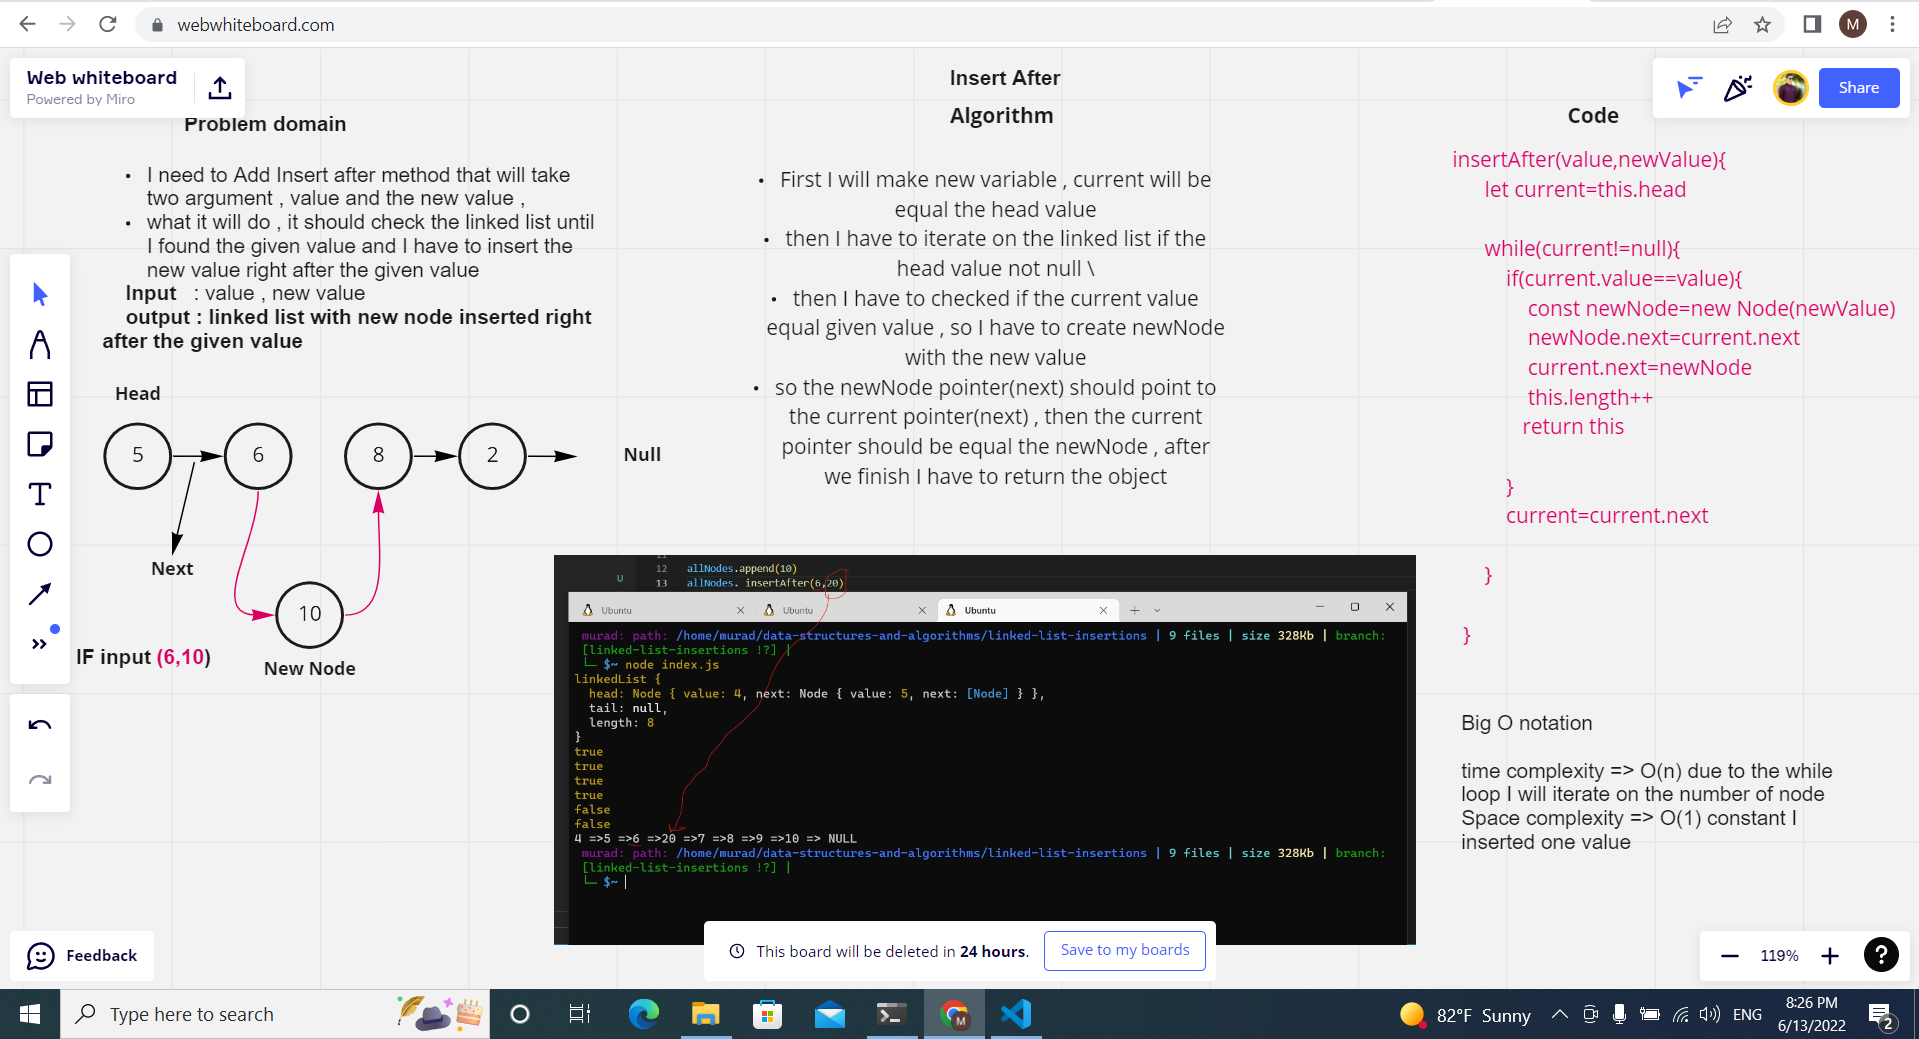 webwhiteboard.com
M
Web whiteboard
Powered by Miro
Share
Problem domain
• I need to Add Insert after method that will take
two argument , value and the new value ,
• what it will do , it should check the linked list until
I found the given value and I have to insert the
new value right after the given value
Input : value , new value
output : linked list with new node inserted right
after the given value
Head
5
6
8
2
Null
Next
10
IF input (6,10)
New Node
Insert After
Algorithm
• First I will make new variable , current will be
equal the head value
• then I have to iterate on the linked list if the
head value not null \
• then I have to checked if the current value
equal given value , so I have to create newNode
with the new value
• so the newNode pointer(next) should point to
the current pointer(next) , then the current
pointer should be equal the newNode , after
we finish I have to return the object
Code
insertAfter(value,newValue){
let current=this.head
while(current!=null){
if(current.value==value){
const newNode=new Node(newValue)
newNode.next=current.next
current.next=newNode
this.length++
return this
}
current=current.next
}
}
U
12 allNodes.append(10)
13 allNodes. insertAfter(6,20)
Ubuntu
Ubuntu
Ubuntu
murad: path: /home/murad/data-structures-and-algorithms/linked-list-insertions | 9 files | size 328Kb | branch:
[linked-list-insertions !?] |
$~ node index.js
linkedList {
head: Node { value: 4, next: Node { value: 5, next: [Node] } },
tail: null,
length: 8
}
true
true
true
true
false
false
4 =>5 =>6 =>20 =>7 =>8 =>9 =>10 => NULL
murad: path: /home/murad/data-structures-and-algorithms/linked-list-insertions | 9 files | size 328Kb | branch:
[linked-list-insertions !?] |
$~
Big O notation
time complexity => O(n) due to the while
loop I will iterate on the number of node
Space complexity => O(1) constant I
inserted one value
Feedback
This board will be deleted in 24 hours.
Save to my boards
119%
?
Type here to search
M
82°F Sunny
ENG
8:26 PM
6/13/2022
2